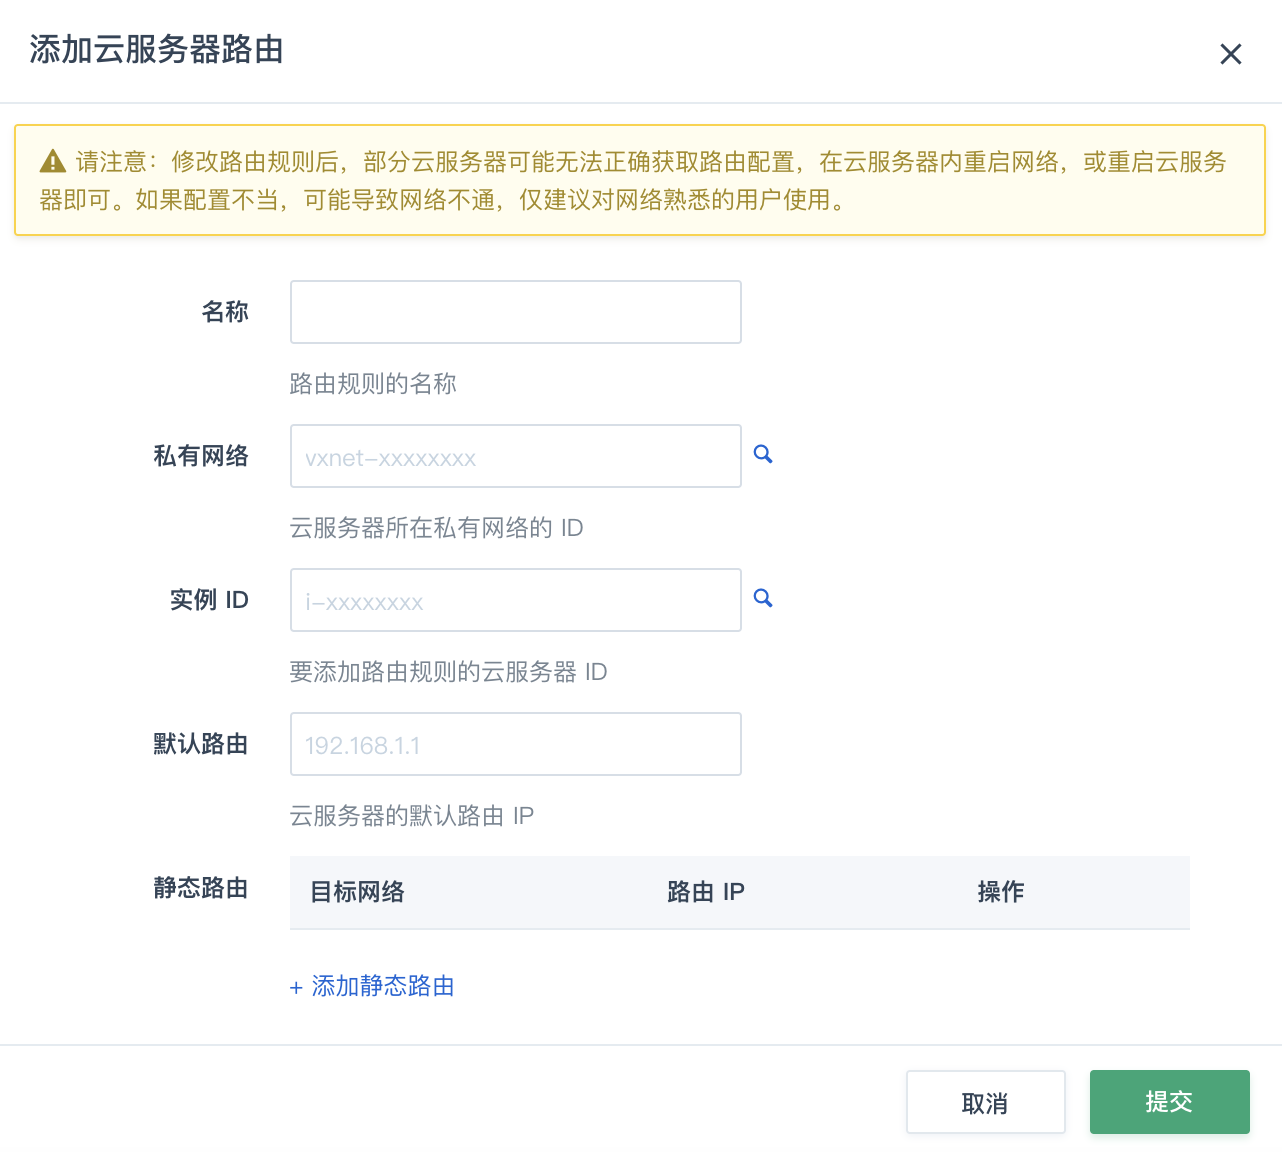 添加云服务器路由
请注意：修改路由规则后，部分云服务器可能无法正确获取路由配置，在云服务器内重启网络，或重启云服务
器即可。如果配置不当，可能导致网络不通，仅建议对网络熟悉的用户使用。
名称
路由规则的名称
私有网络 vxnet-xxxxxxxx
云服务器所在私有网络的 ID
实例 ID i-xxxxxxxx
要添加路由规则的云服务器 ID
默认路由 192.168.1.1
云服务器的默认路由 IP
静态路由 目标网络 路由 IP 操作
+ 添加静态路由
取消 提交